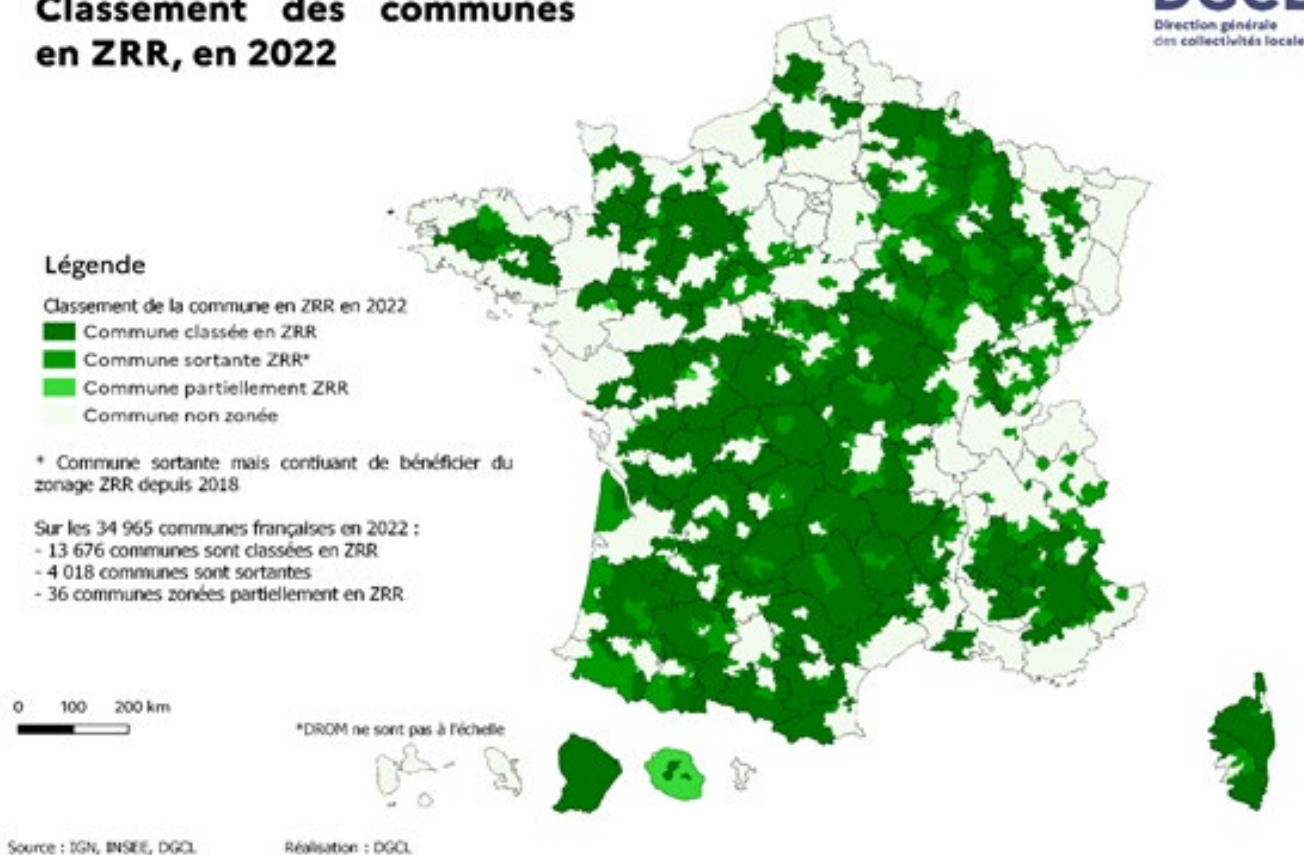 Classement des communes
en ZRR, en 2022
DGCL
Direction générale
des collectivités locales
Légende
Classement de la commune en ZRR en 2022
Commune classée en ZRR
Commune sortante ZRR*
Commune partiellement ZRR
Commune non zonée
* Commune sortante mais contiuant de bénéficier du
zonage ZRR depuis 2018
Sur les 34 965 communes françaises en 2022 :
- 13 676 communes sont classées en ZRR
- 4 018 communes sont sortantes
- 36 communes zonées partiellement en ZRR
0 100 200 km
*DROM ne sont pas à l'échelle
Source : IGN, INSEE, DGCL Réalisation : DGCL